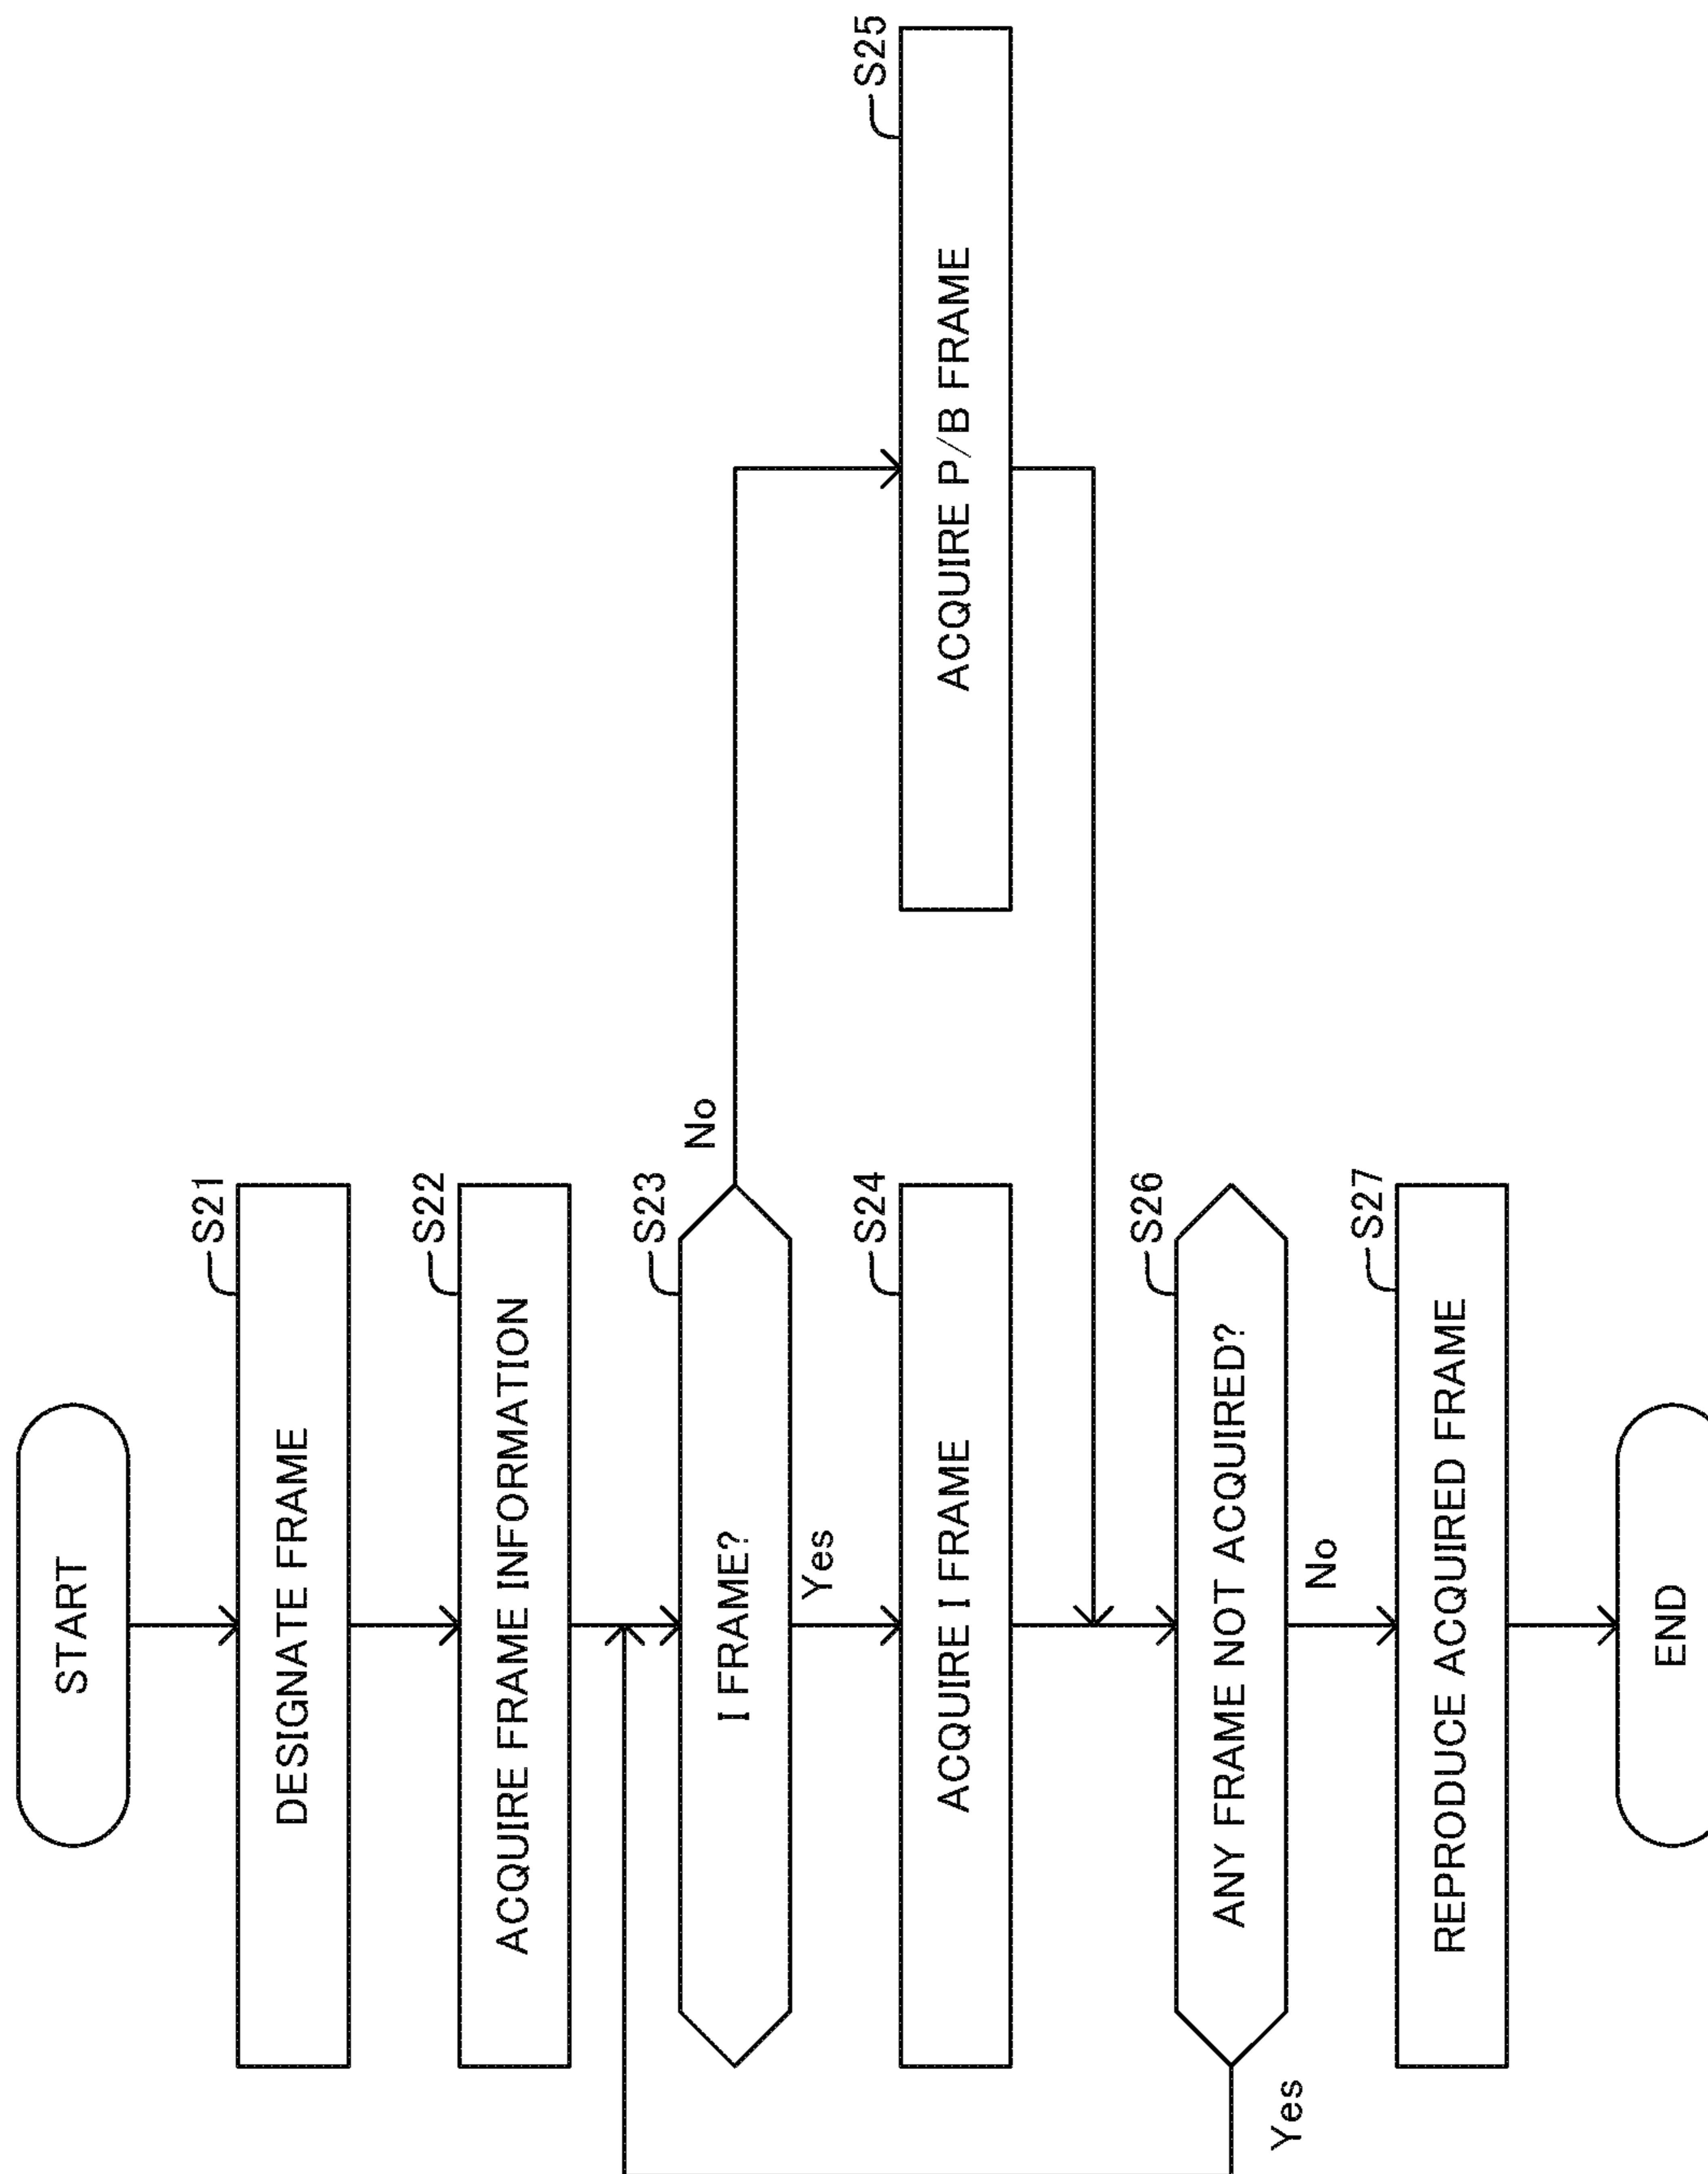 START
S21
DESIGNATE FRAME
S22
ACQUIRE FRAME INFORMATION
S23
I FRAME?
No
Yes
S24
ACQUIRE I FRAME
S25
ACQUIRE P/B FRAME
S26
ANY FRAME NOT ACQUIRED?
Yes
No
S27
REPRODUCE ACQUIRED FRAME
END